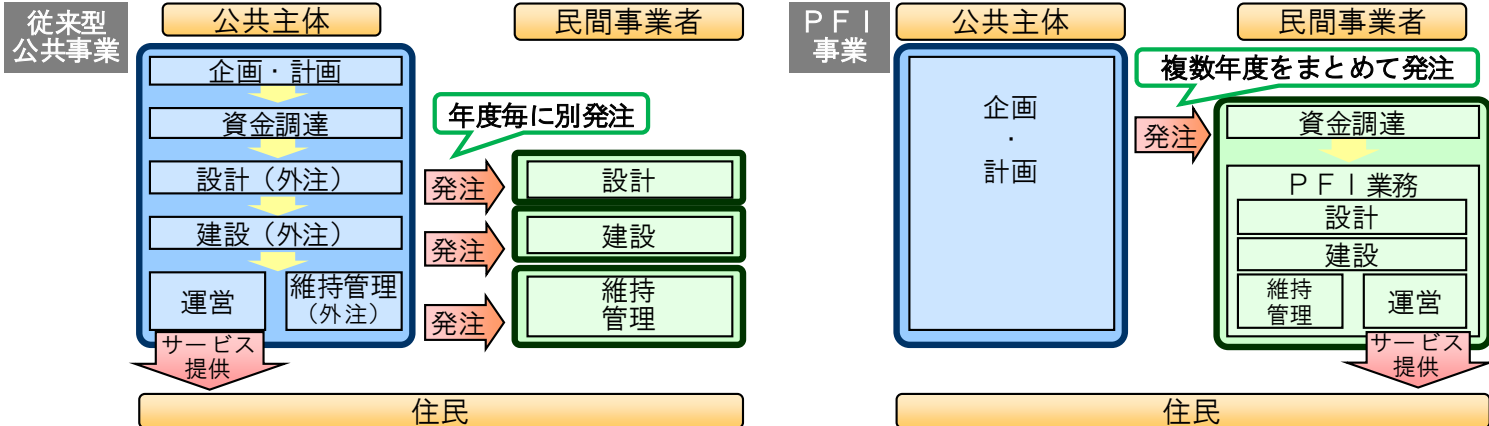 従来型
公共事業
公共主体
民間事業者
企画・計画
資金調達
設計（外注）
建設（外注）
運営
維持管理
（外注）
年度毎に別発注
発注
設計
発注
建設
発注
維持
管理
サービス
提供
住民
ＰＦＩ
事業
公共主体
民間事業者
企画
・
計画
複数年度をまとめて発注
発注
資金調達
ＰＦＩ業務
設計
建設
維持
管理
運営
サービス
提供
住民